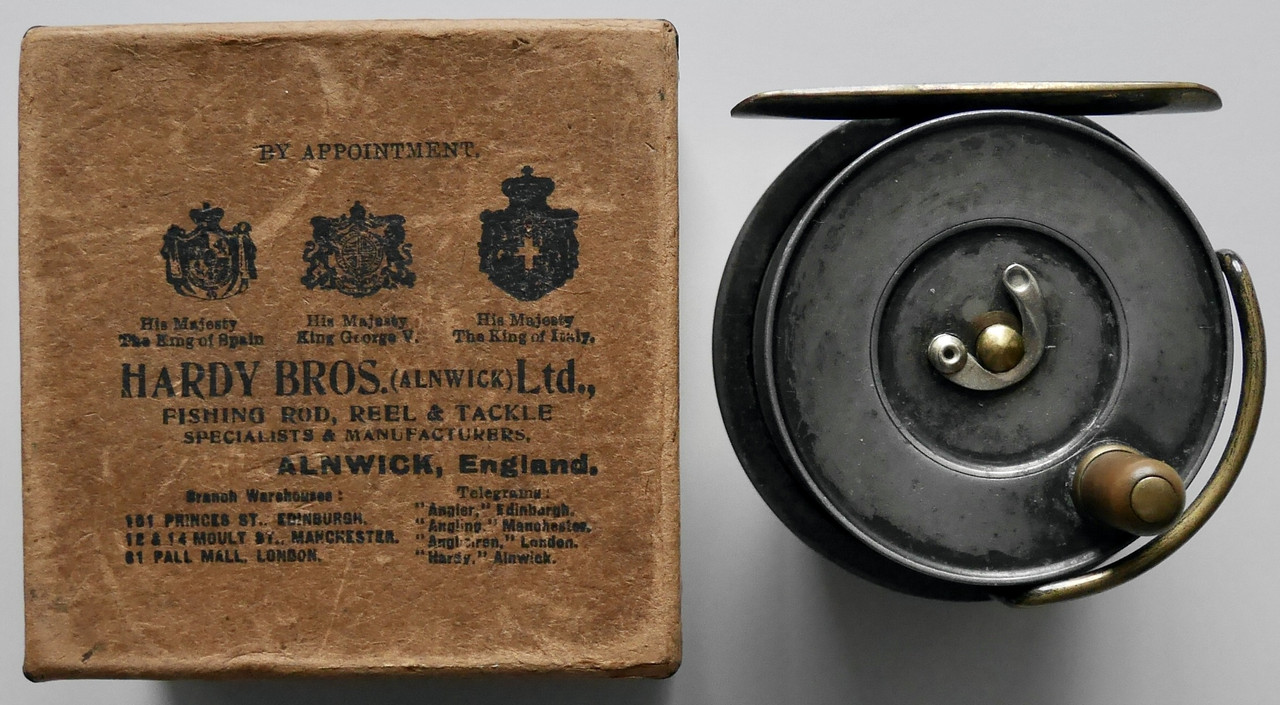 BY APPOINTMENT.
His Majesty The King of Spain
His Majesty King George V.
His Majesty The King of Italy.
HARDY BROS. (ALNWICK) Ltd.,
FISHING ROD, REEL & TACKLE
SPECIALISTS & MANUFACTURERS,
ALNWICK, England.
Branch Warehouses:
101 PRINCES ST., EDINBURGH.
12 & 14 MOULT ST., MANCHESTER.
61 PALL MALL, LONDON.
Telegrams:
"Angler," Edinburgh.
"Angling," Manchester.
London.
"Hardy," Alnwick.